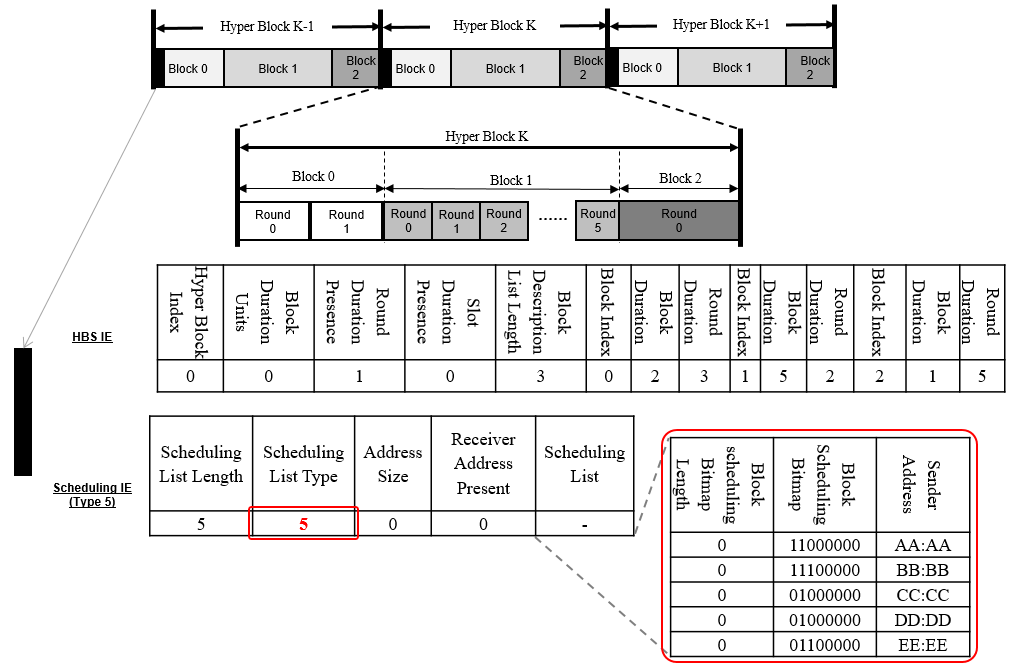 Hyper Block K-1
Hyper Block K
Hyper Block K+1
Block 0
Block 1
Block
2
Block 0
Block 1
Block
2
Block 0
Block 1
Block
2
Hyper Block K
Block 0
Block 1
Block 2
Round
0
Round
1
Round
0
Round
1
Round
2
......
Round
5
Round
0
HBS IE
Hyper Block
Index
Block
Duration
Units
Round
Duration
Presence
Slot
Duration
Presence
Block
Description
List Length
Block Index
Block
Duration
Round
Duration
Block Index
Block
Duration
Round
Duration
Block Index
Block
Duration
Round
Duration
0 0 1 0 3 0 2 3 1 5 2 2 1 5
Scheduling IE
(Type 5)
Scheduling
List Length
Scheduling
List Type
Address
Size
Receiver
Address
Present
Scheduling
List
5 5 0 0 -
Block
scheduling
Bitmap
Length
Block
Scheduling
Bitmap
Sender
Address
0 11000000 AA:AA
0 11100000 BB:BB
0 01000000 CC:CC
0 01000000 DD:DD
0 01100000 EE:EE